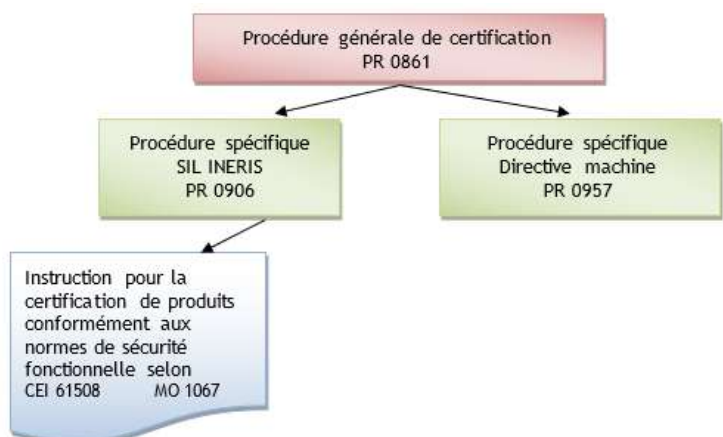 Procédure générale de certification
PR 0861
Procédure spécifique
SIL INERIS
PR 0906
Procédure spécifique
Directive machine
PR 0957
Instruction pour la
certification de produits
conformément aux
normes de sécurité
fonctionnelle selon
CEI 61508 MO 1067